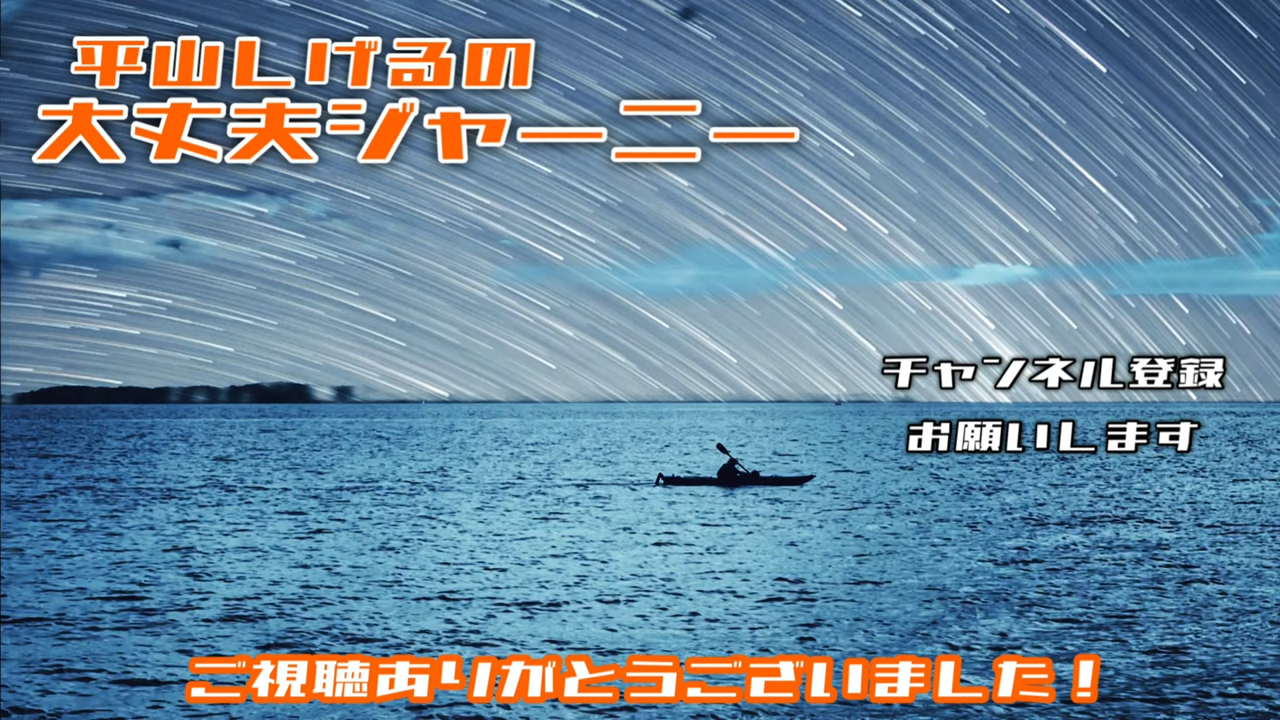 平山しげるの
大丈夫ジャーニー
チャンネル登録
お願いします
ご視聴ありがとうございました！